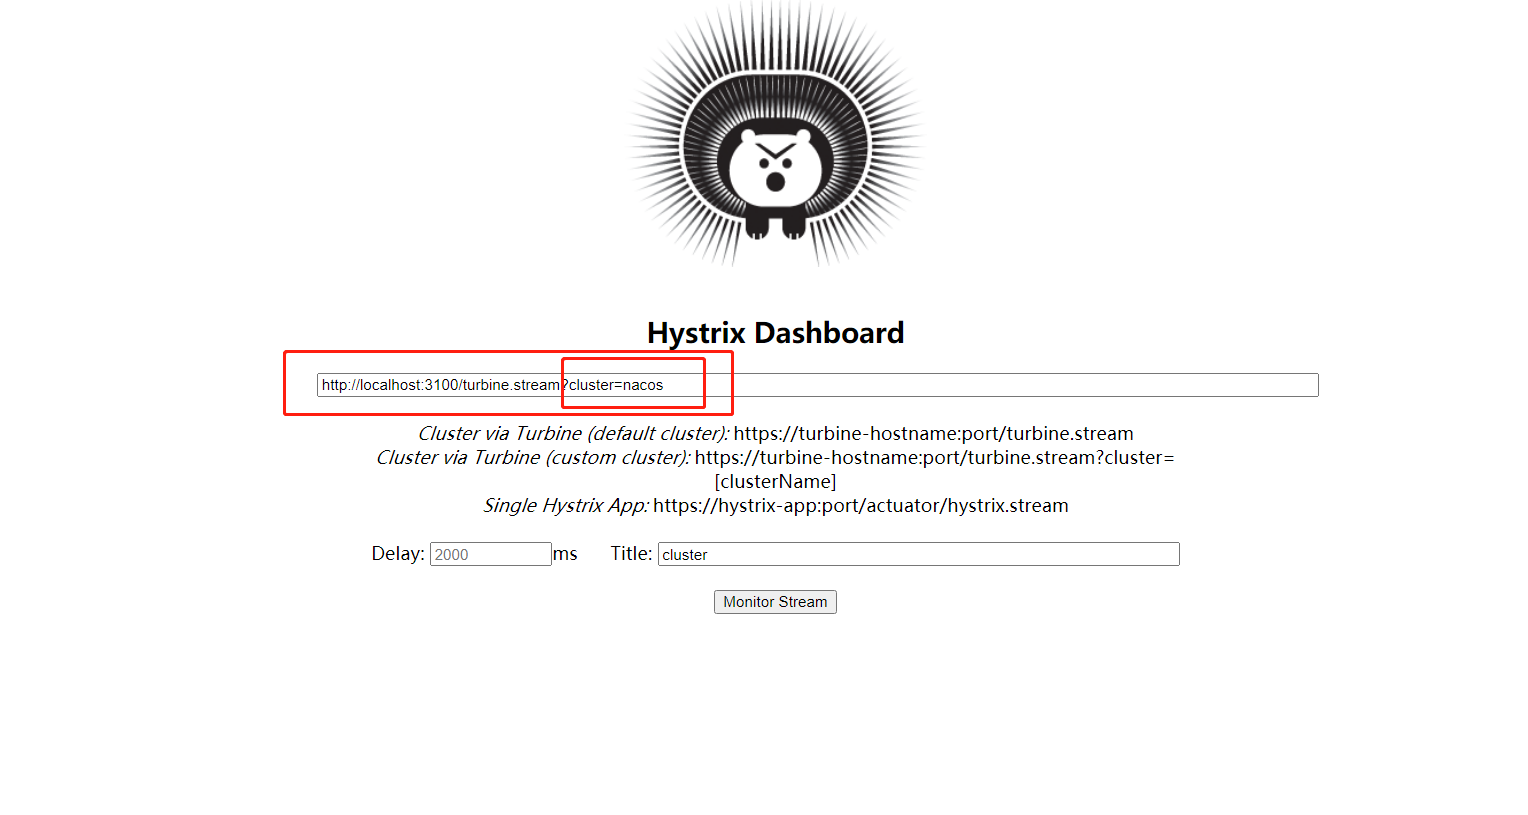 Hystrix Dashboard
http://localhost:3100/turbine.stream?cluster=nacos
Cluster via Turbine (default cluster): https://turbine-hostname:port/turbine.stream
Cluster via Turbine (custom cluster): https://turbine-hostname:port/turbine.stream?cluster=
[clusterName]
Single Hystrix App: https://hystrix-app:port/actuator/hystrix.stream
Delay: 2000 ms Title: cluster
Monitor Stream